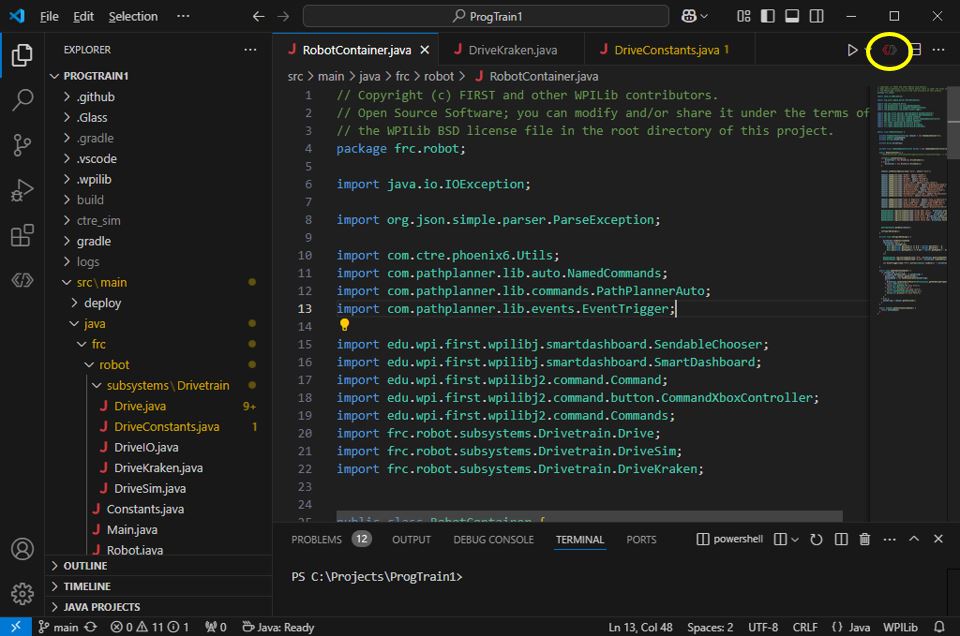 File Edit Selection ··· ProgTrain1
EXPLORER ···
PROGTRAIN1
.github
.Glass
.gradle
.vscode
.wpilib
build
ctre_sim
gradle
logs
src\main
deploy
java
frc
robot
subsystems\Drivetrain
Drive.java 9+
DriveConstants.java 1
DriveIO.java
DriveKraken.java
DriveSim.java
Constants.java
Main.java
Robot.java
OUTLINE
TIMELINE
JAVA PROJECTS
RobotContainer.java DriveKraken.java DriveConstants.java 1
src > main > java > frc > robot > RobotContainer.java
1 // Copyright (c) FIRST and other WPILib contributors.
2 // Open Source Software; you can modify and/or share it under the terms of
3 // the WPILib BSD license file in the root directory of this project.
4 package frc.robot;
5
6 import java.io.IOException;
7
8 import org.json.simple.parser.ParseException;
9
10 import com.ctre.phoenix6.Utils;
11 import com.pathplanner.lib.auto.NamedCommands;
12 import com.pathplanner.lib.commands.PathPlannerAuto;
13 import com.pathplanner.lib.events.EventTrigger;
14
15 import edu.wpi.first.wpilibj.smartdashboard.SendableChooser;
16 import edu.wpi.first.wpilibj.smartdashboard.SmartDashboard;
17 import edu.wpi.first.wpilibj2.command.Command;
18 import edu.wpi.first.wpilibj2.command.button.CommandXboxController;
19 import edu.wpi.first.wpilibj2.command.Commands;
20 import frc.robot.subsystems.Drivetrain.Drive;
21 import frc.robot.subsystems.Drivetrain.DriveSim;
22 import frc.robot.subsystems.Drivetrain.DriveKraken;
23
24
25 public class RobotContainer {
PROBLEMS 12 OUTPUT DEBUG CONSOLE TERMINAL PORTS powershell
PS C:\Projects\ProgTrain1>
main 0 11 1 0 Java: Ready Ln 13, Col 48 Spaces: 2 UTF-8 CRLF {} Java WPILib